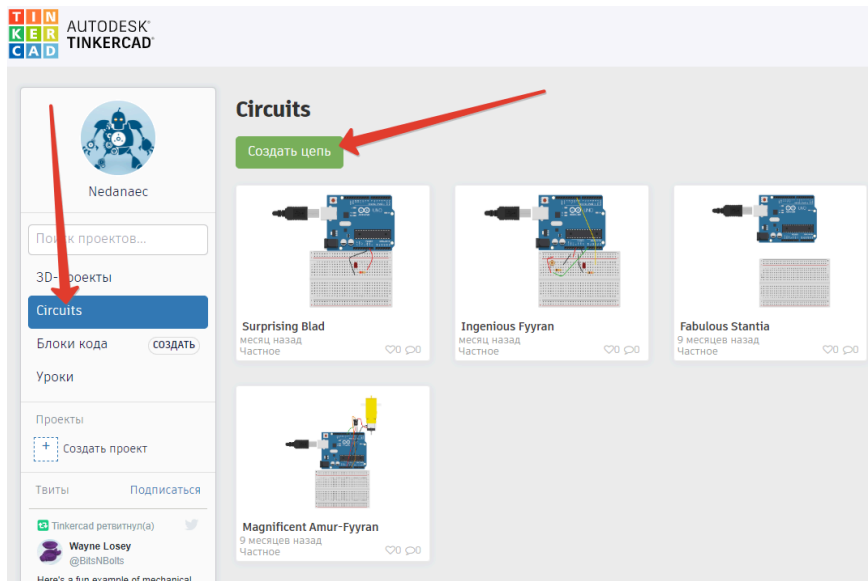 TIN
KER
CAD
AUTODESK®
TINKERCAD®
Nedanaec
Поиск проектов...
3D-проекты
Circuits
Блоки кода
СОЗДАТЬ
Уроки
Проекты
+ Создать проект
Твиты
Подписаться
Tinkercad ретвитнул(а)
Wayne Losey
@BitsNBolts
Here's a fun example of mechanical
Circuits
Создать цепь
Surprising Blad
месяц назад
Частное
0 0
Ingenious Fyyran
месяц назад
Частное
0 0
Fabulous Stantia
9 месяцев назад
Частное
0 0
Magnificent Amur-Fyyran
9 месяцев назад
Частное
0 0